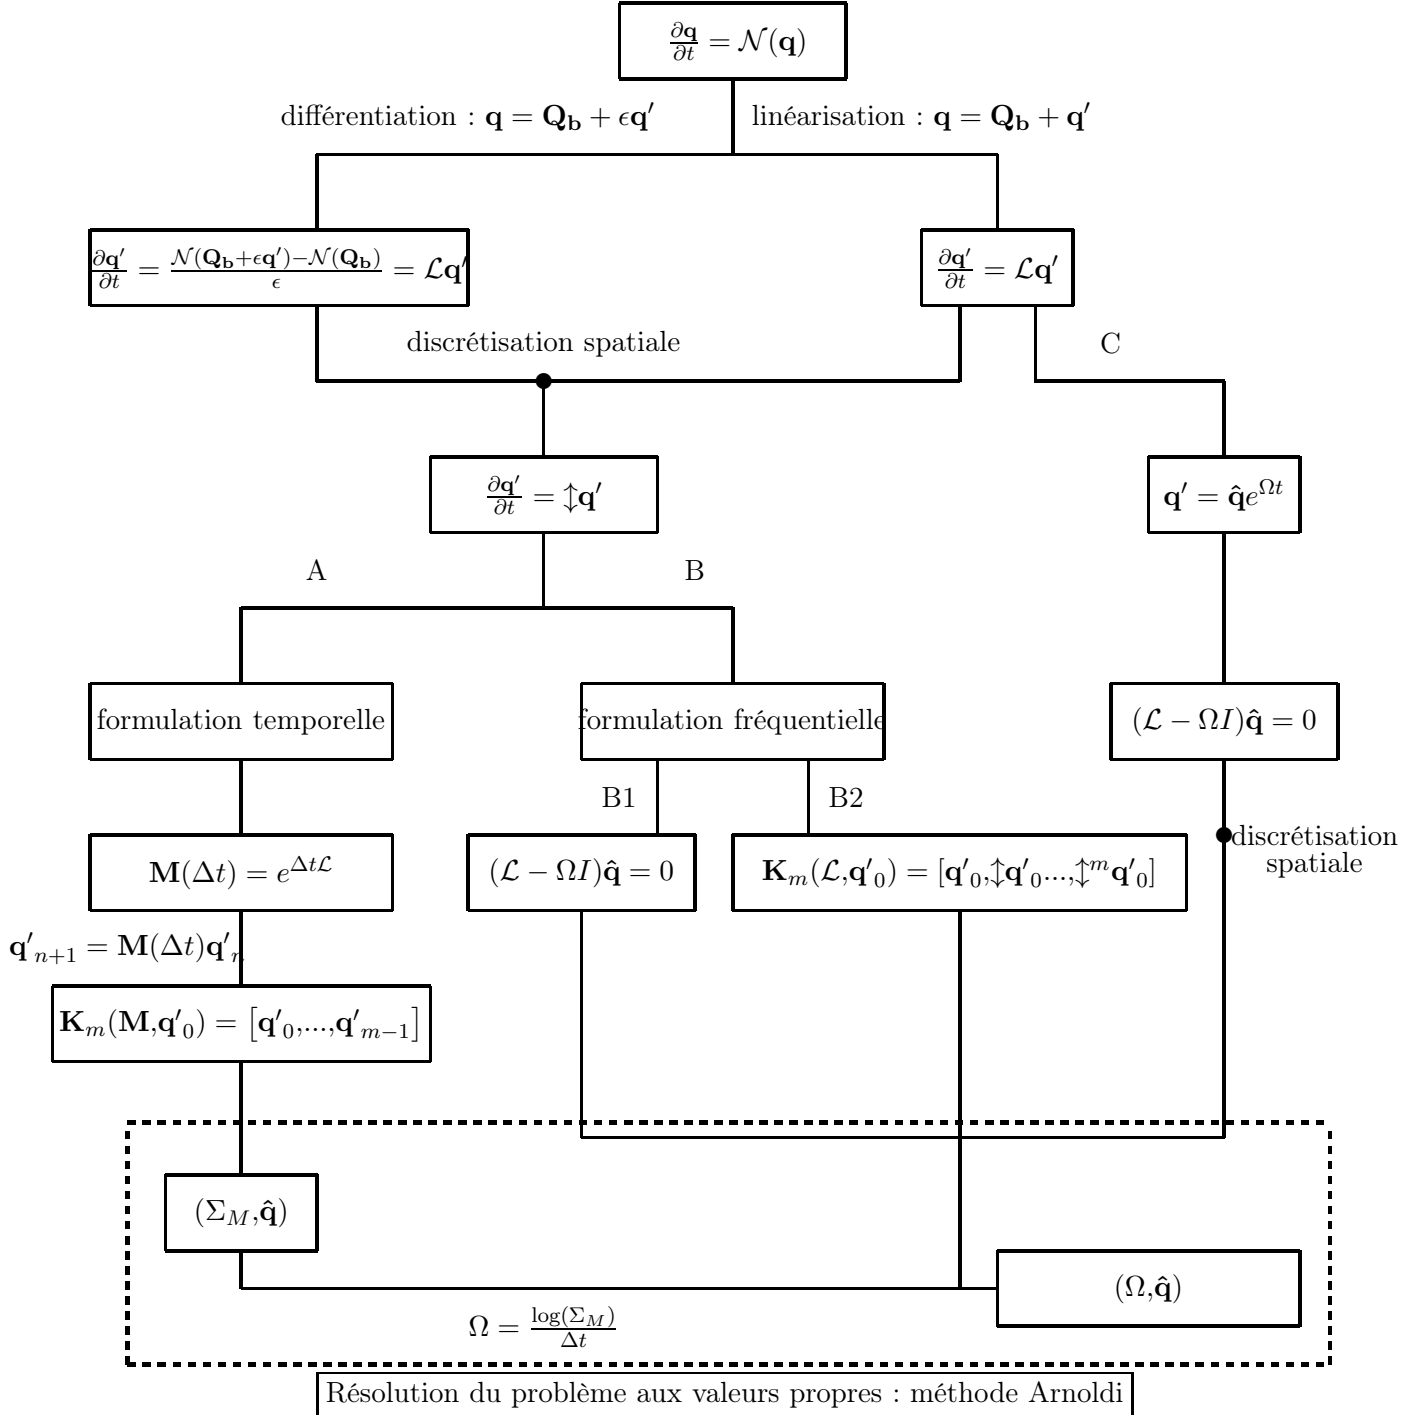 ∂q/∂t = 𝒩(q)
différentiation : q = Q_b + ϵq′
linéarisation : q = Q_b + q′
∂q′/∂t = (𝒩(Q_b+ϵq′)−𝒩(Q_b))/ϵ = ℒq′
∂q′/∂t = ℒq′
discrétisation spatiale
C
∂q′/∂t = ↕q′
q′ = q̂e^{Ωt}
A
B
formulation temporelle
formulation fréquentielle
(ℒ − ΩI)q̂ = 0
B1
B2
discrétisation
spatiale
M(Δt) = e^{Δtℒ}
(ℒ − ΩI)q̂ = 0
K_m(ℒ,q′_0) = [q′_0,↕q′_0...,↕^m q′_0]
q′_{n+1} = M(Δt)q′_n
K_m(M,q′_0) = [q′_0,...,q′_{m−1}]
(Σ_M,q̂)
(Ω,q̂)
Ω = log(Σ_M)/Δt
Résolution du problème aux valeurs propres : méthode Arnoldi